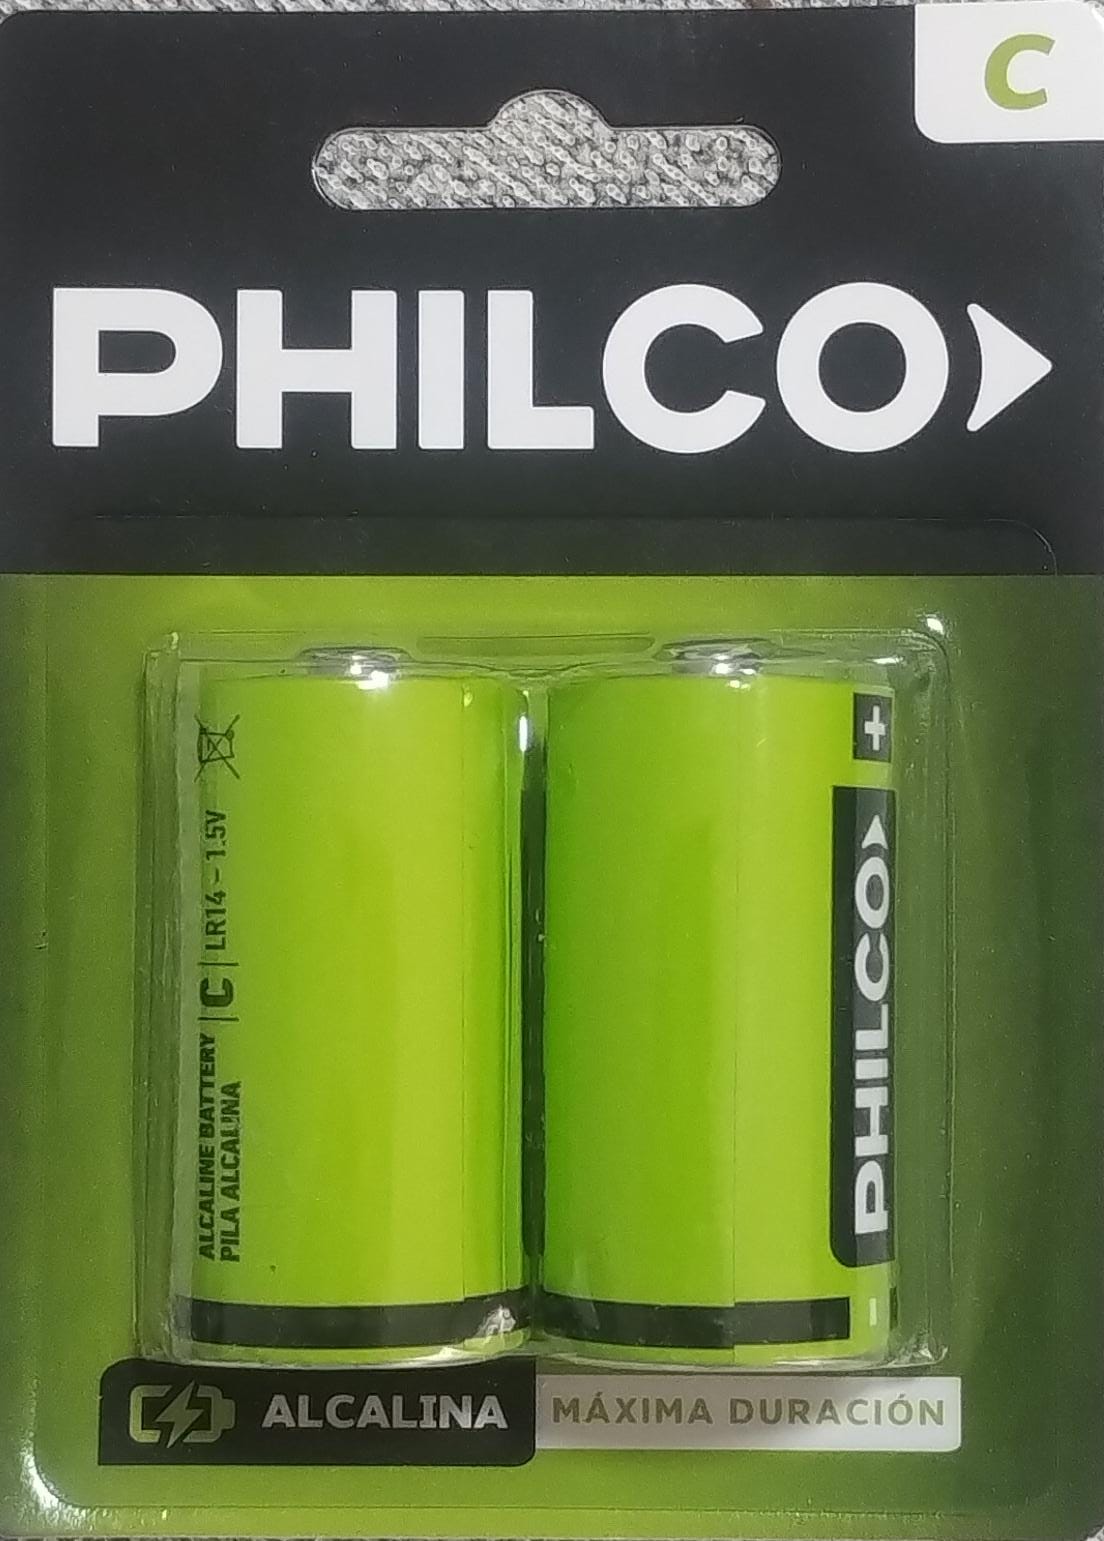 C
PHILCO
ALCALINE BATTERY | C | LR14 - 1.5V
PILA ALCALINA
+
PHILCO
-
ALCALINA
MÁXIMA DURACIÓN